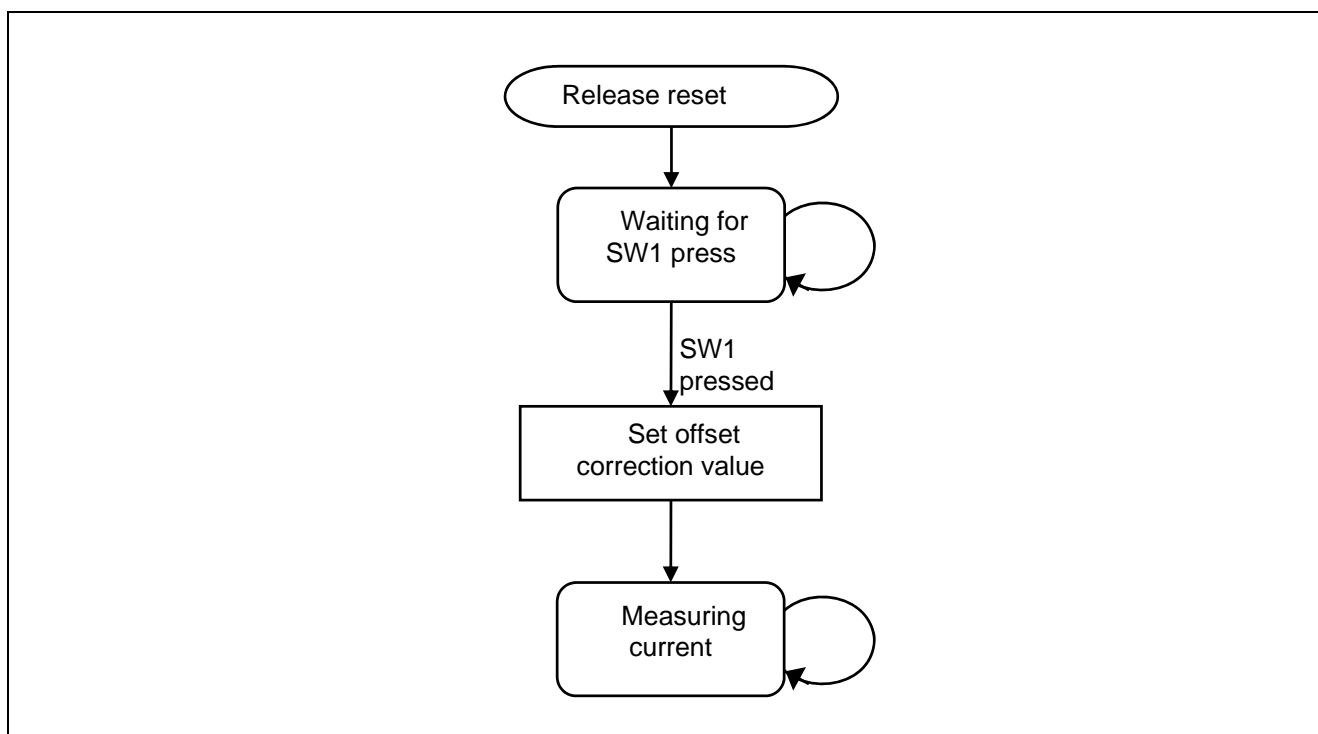 Release reset
Waiting for
SW1 press
SW1
pressed
Set offset
correction value
Measuring
current